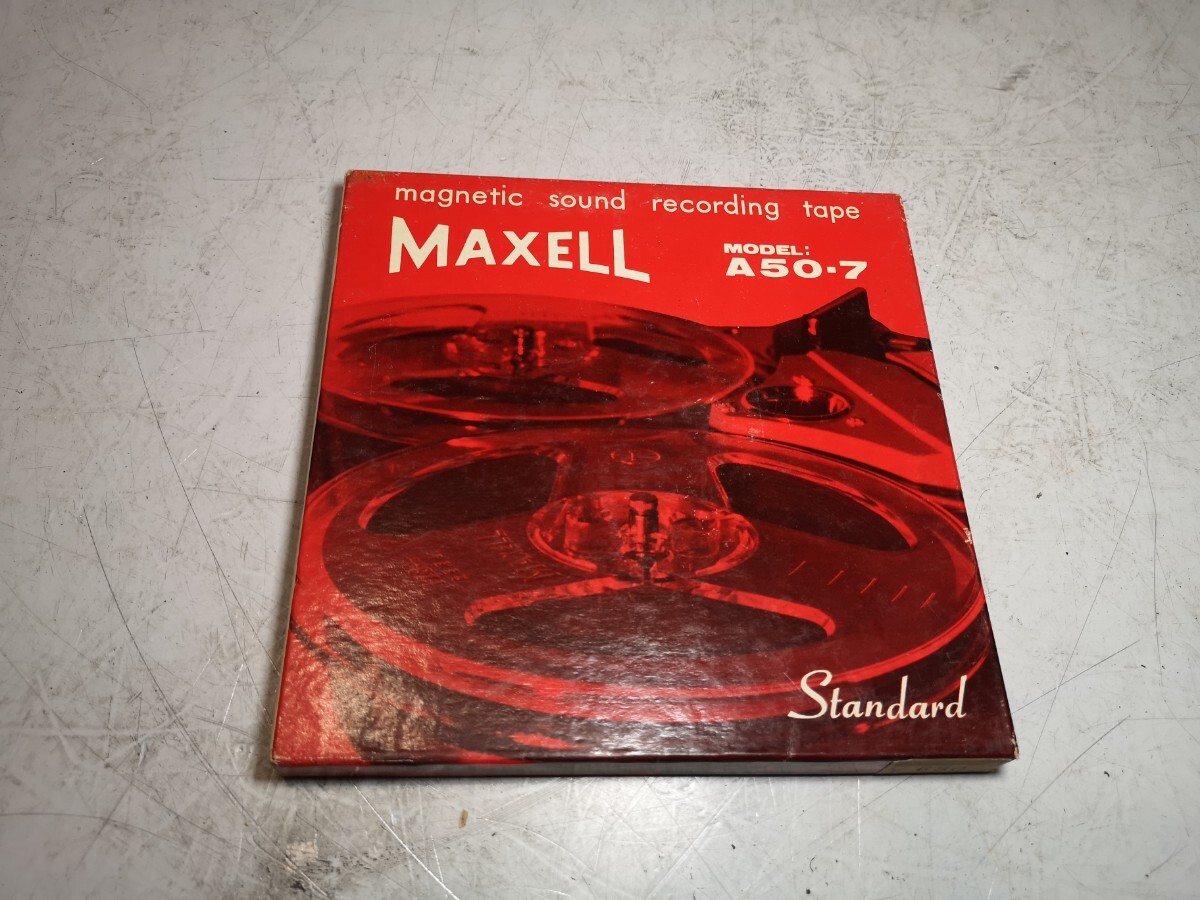 magnetic sound recording tape
MAXELL
MODEL:
A50-7
Standard